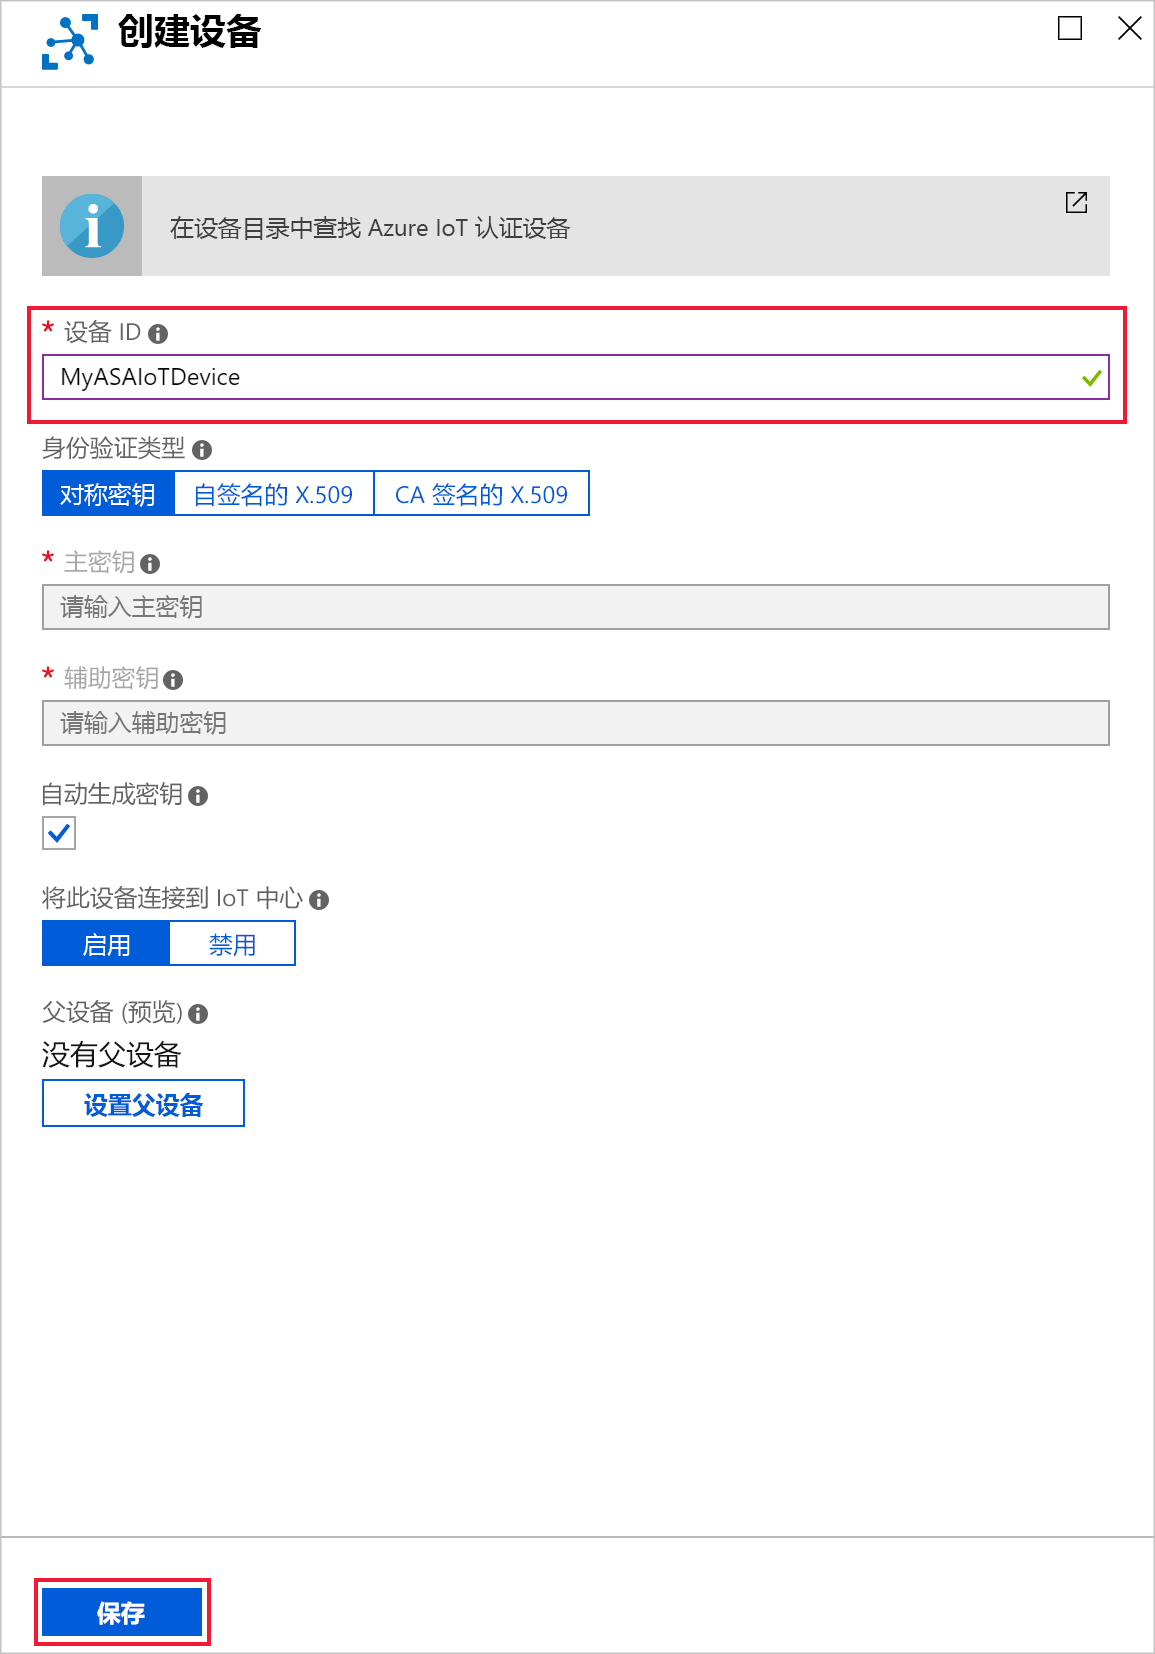 创建设备
在设备目录中查找 Azure IoT 认证设备
* 设备 ID
MyASAIoTDevice
身份验证类型
对称密钥 自签名的 X.509 CA 签名的 X.509
* 主密钥
请输入主密钥
* 辅助密钥
请输入辅助密钥
自动生成密钥
将此设备连接到 IoT 中心
启用 禁用
父设备 (预览)
没有父设备
设置父设备
保存